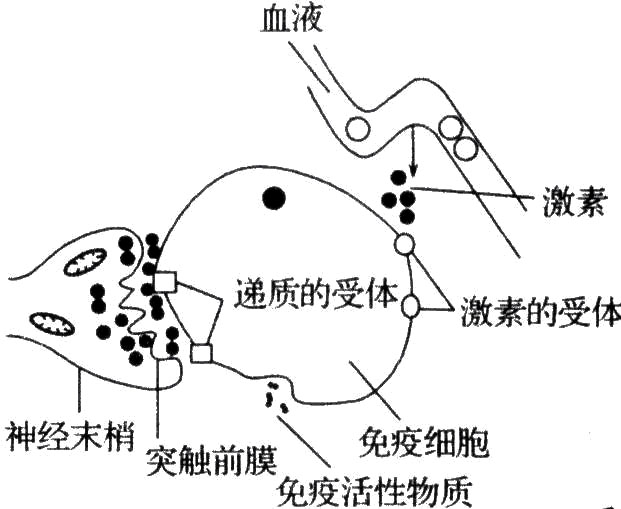 血液
激素
递质的受体
激素的受体
神经末梢
突触前膜
免疫细胞
免疫活性物质